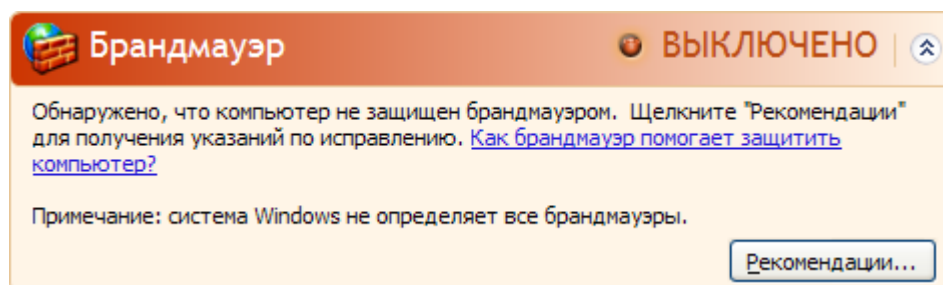 Брандмауэр ВЫКЛЮЧЕНО
Обнаружено, что компьютер не защищен брандмауэром. Щелкните "Рекомендации"
для получения указаний по исправлению. Как брандмауэр помогает защитить
компьютер?
Примечание: система Windows не определяет все брандмауэры.
Рекомендации...